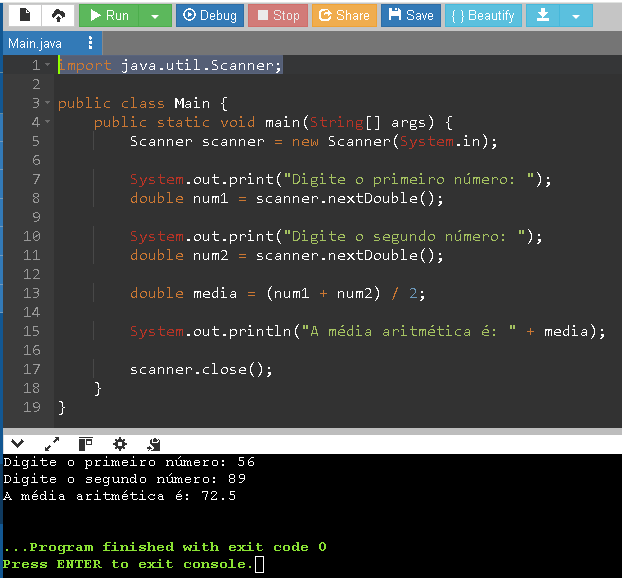 Run Debug Stop Share Save { } Beautify
Main.java
1 import java.util.Scanner;
2
3 public class Main {
4     public static void main(String[] args) {
5         Scanner scanner = new Scanner(System.in);
6
7         System.out.print("Digite o primeiro número: ");
8         double num1 = scanner.nextDouble();
9
10         System.out.print("Digite o segundo número: ");
11         double num2 = scanner.nextDouble();
12
13         double media = (num1 + num2) / 2;
14
15         System.out.println("A média aritmética é: " + media);
16
17         scanner.close();
18     }
19 }
Digite o primeiro número: 56
Digite o segundo número: 89
A média aritmética é: 72.5
...Program finished with exit code 0
Press ENTER to exit console.